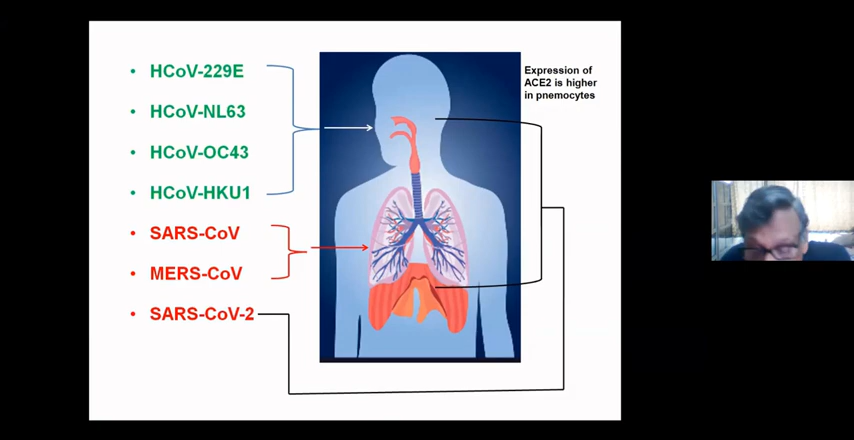 • HCoV-229E
• HCoV-NL63
• HCoV-OC43
• HCoV-HKU1
• SARS-CoV
• MERS-CoV
• SARS-CoV-2
Expression of
ACE2 is higher
in pnemocytes